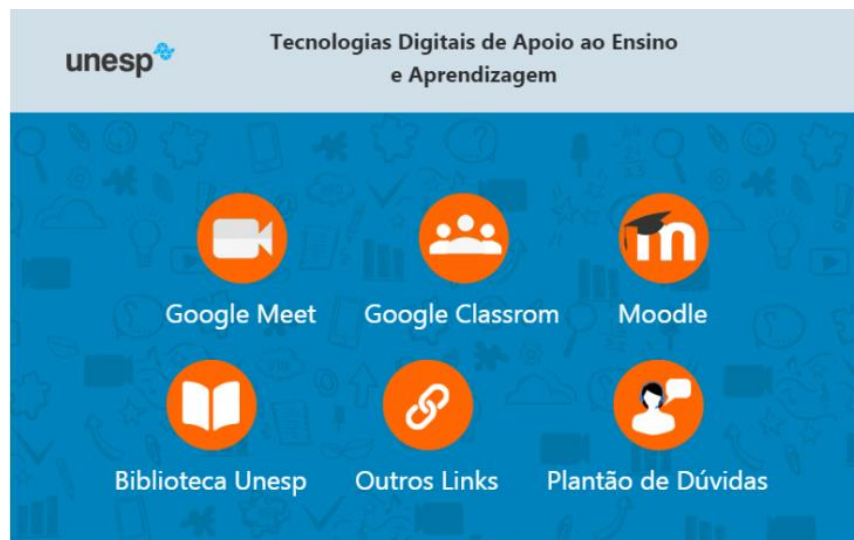 unesp
Tecnologias Digitais de Apoio ao Ensino
e Aprendizagem
Google Meet
Google Classrom
Moodle
Biblioteca Unesp
Outros Links
Plantão de Dúvidas